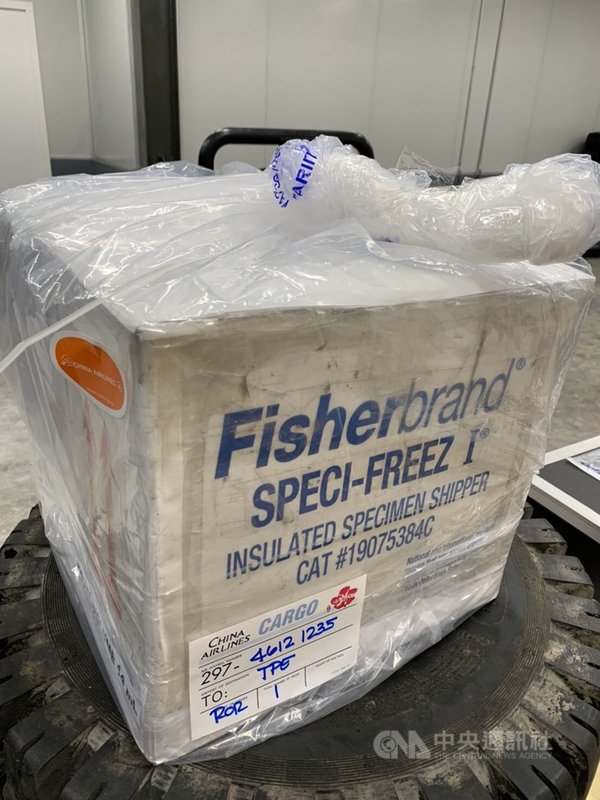 CHINA AIRLINES
Fisherbrand®
SPECI-FREEZ I®
INSULATED SPECIMEN SHIPPER
CAT #19075384C
CHINA AIRLINES CARGO
297- 4612 1235
TO: TPE
ROR 1
CNA 中央通訊社
THE CENTRAL NEWS AGENCY